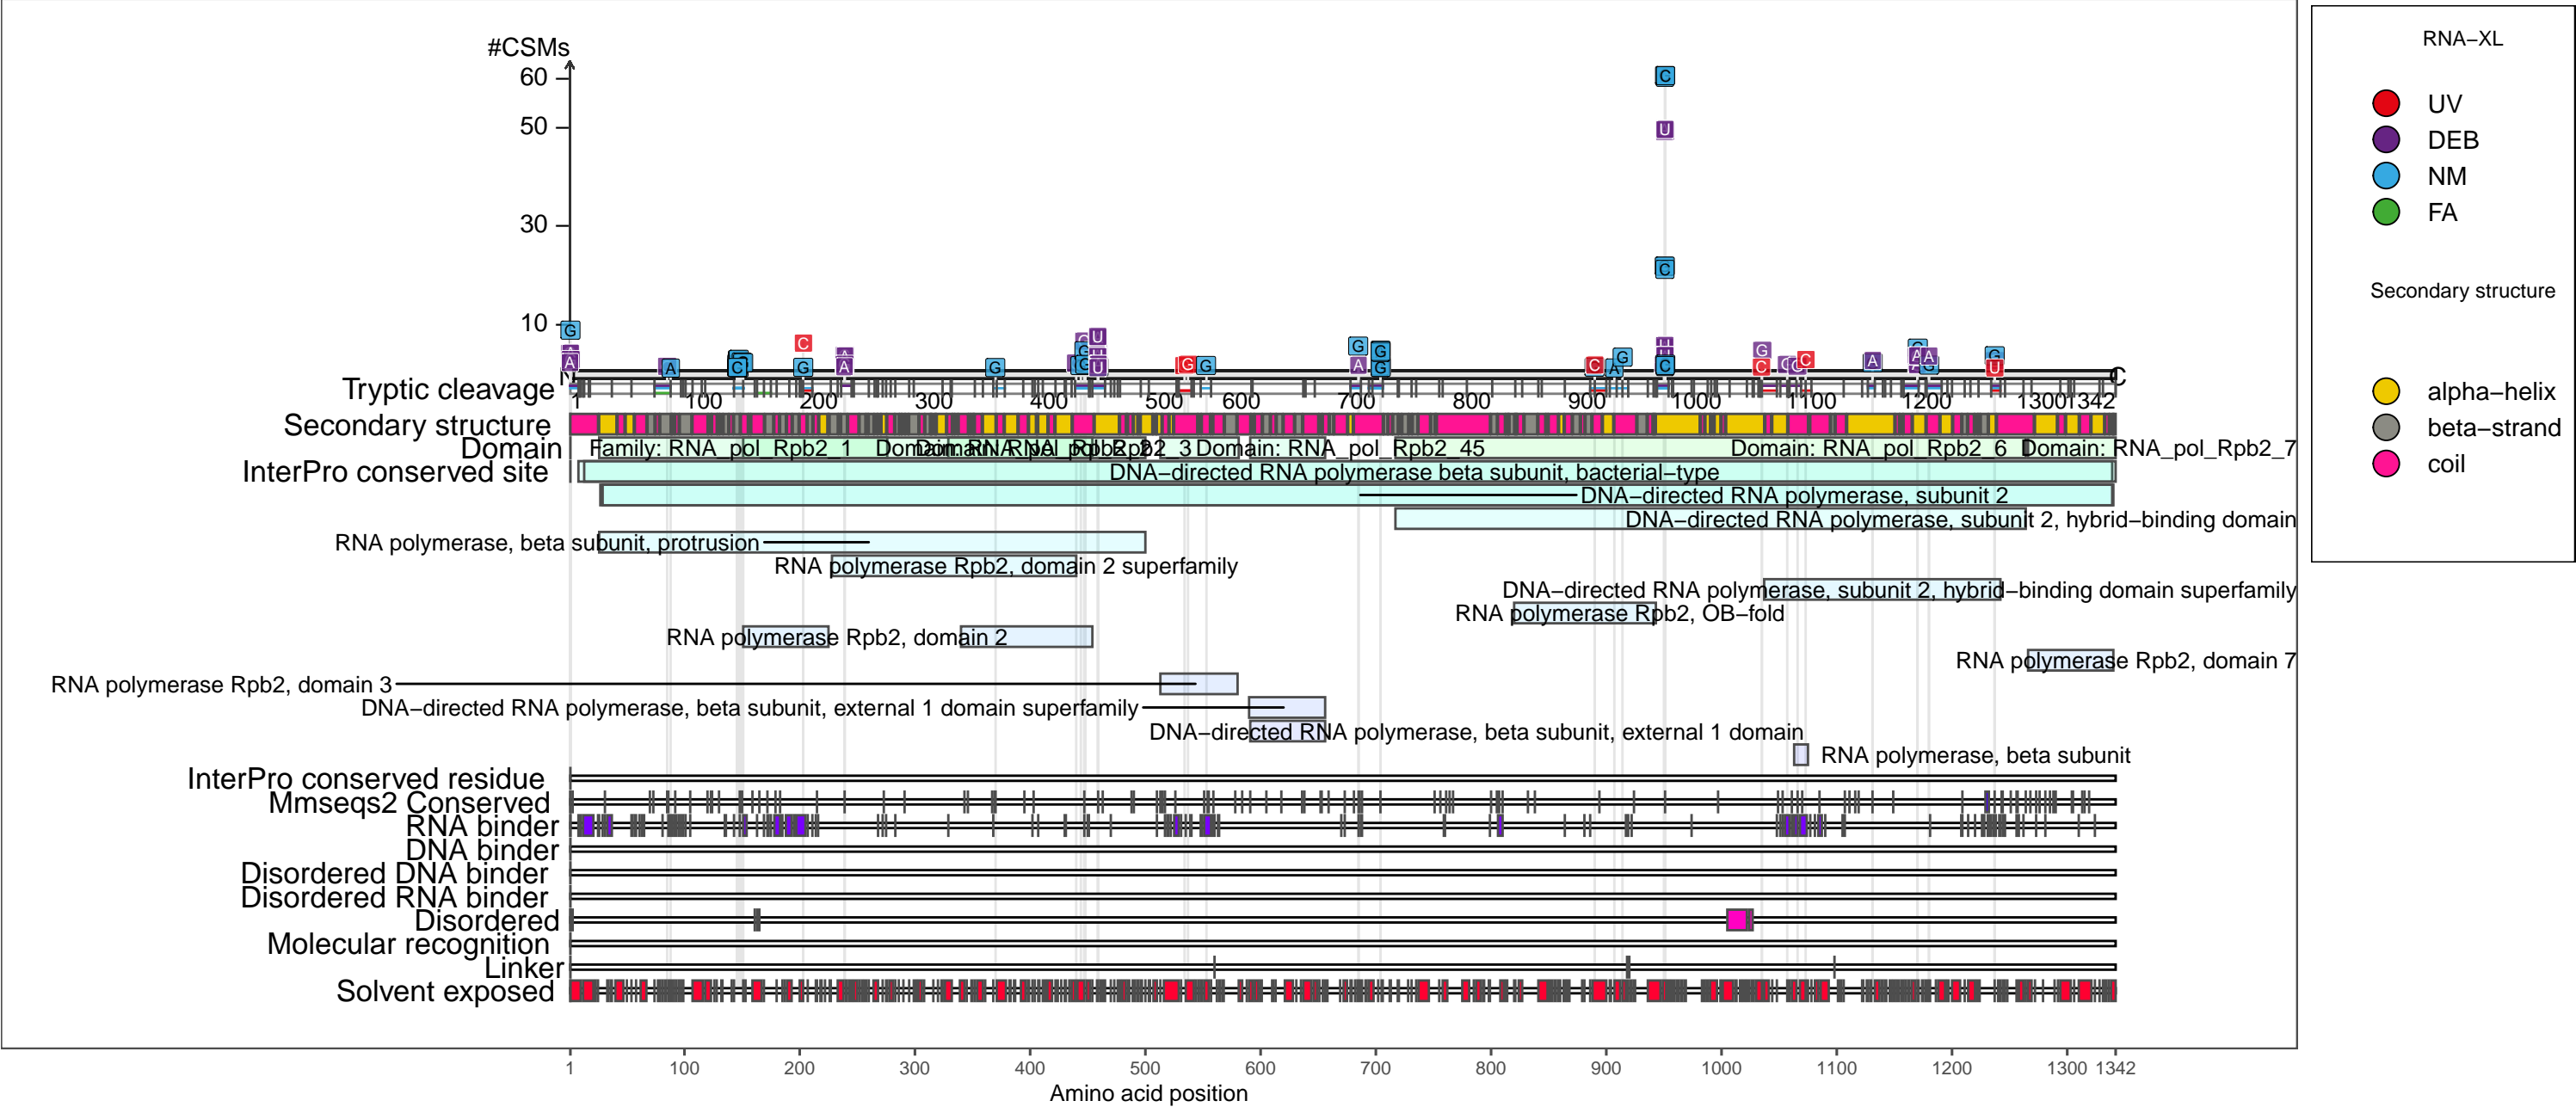 #CSMs
60
50
30
10
C
U
C
G
A
A
C
C
G
A
A
G
G
G
G
U
U
U
G
G
G
A
G
G
C
A
G
U
U
C
G
C
G
C
A
G
A
A
A
G
G
U
N
C
Tryptic cleavage
1 100 200 300 400 500 600 700 800 900 1000 1100 1200 1300 1342
Secondary structure
Domain
Family: RNA_pol_Rpb2_1
Domain: RNA_pol_Rpb2_2
Domain: RNA_pol_Rpb2_3
Domain: RNA_pol_Rpb2_45
Domain: RNA_pol_Rpb2_6
Domain: RNA_pol_Rpb2_7
InterPro conserved site
DNA−directed RNA polymerase beta subunit, bacterial−type
DNA−directed RNA polymerase, subunit 2
DNA−directed RNA polymerase, subunit 2, hybrid−binding domain
RNA polymerase, beta subunit, protrusion
RNA polymerase Rpb2, domain 2 superfamily
DNA−directed RNA polymerase, subunit 2, hybrid−binding domain superfamily
RNA polymerase Rpb2, OB−fold
RNA polymerase Rpb2, domain 2
RNA polymerase Rpb2, domain 7
RNA polymerase Rpb2, domain 3
DNA−directed RNA polymerase, beta subunit, external 1 domain superfamily
DNA−directed RNA polymerase, beta subunit, external 1 domain
RNA polymerase, beta subunit
InterPro conserved residue
Mmseqs2 Conserved
RNA binder
DNA binder
Disordered DNA binder
Disordered RNA binder
Disordered
Molecular recognition
Linker
Solvent exposed
1 100 200 300 400 500 600 700 800 900 1000 1100 1200 1300 1342
Amino acid position
RNA−XL
UV
DEB
NM
FA
Secondary structure
alpha−helix
beta−strand
coil